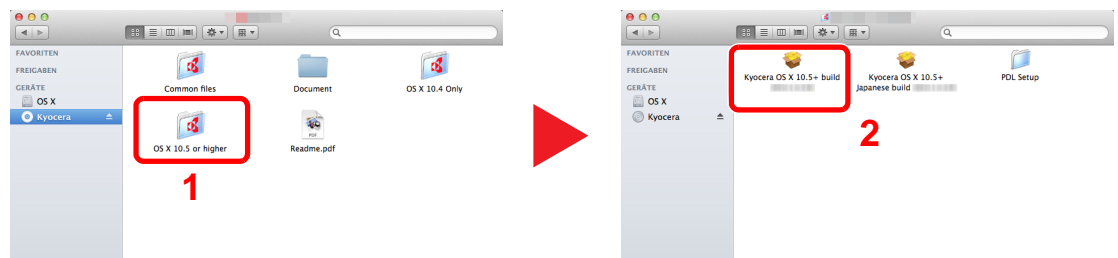 FAVORITEN
FREIGABEN
GERÄTE
OS X
Kyocera
Common files
Document
OS X 10.4 Only
OS X 10.5 or higher
PDF
Readme.pdf
1
FAVORITEN
FREIGABEN
GERÄTE
OS X
Kyocera
Kyocera OS X 10.5+ build
Kyocera OS X 10.5+
Japanese build
PDL Setup
2